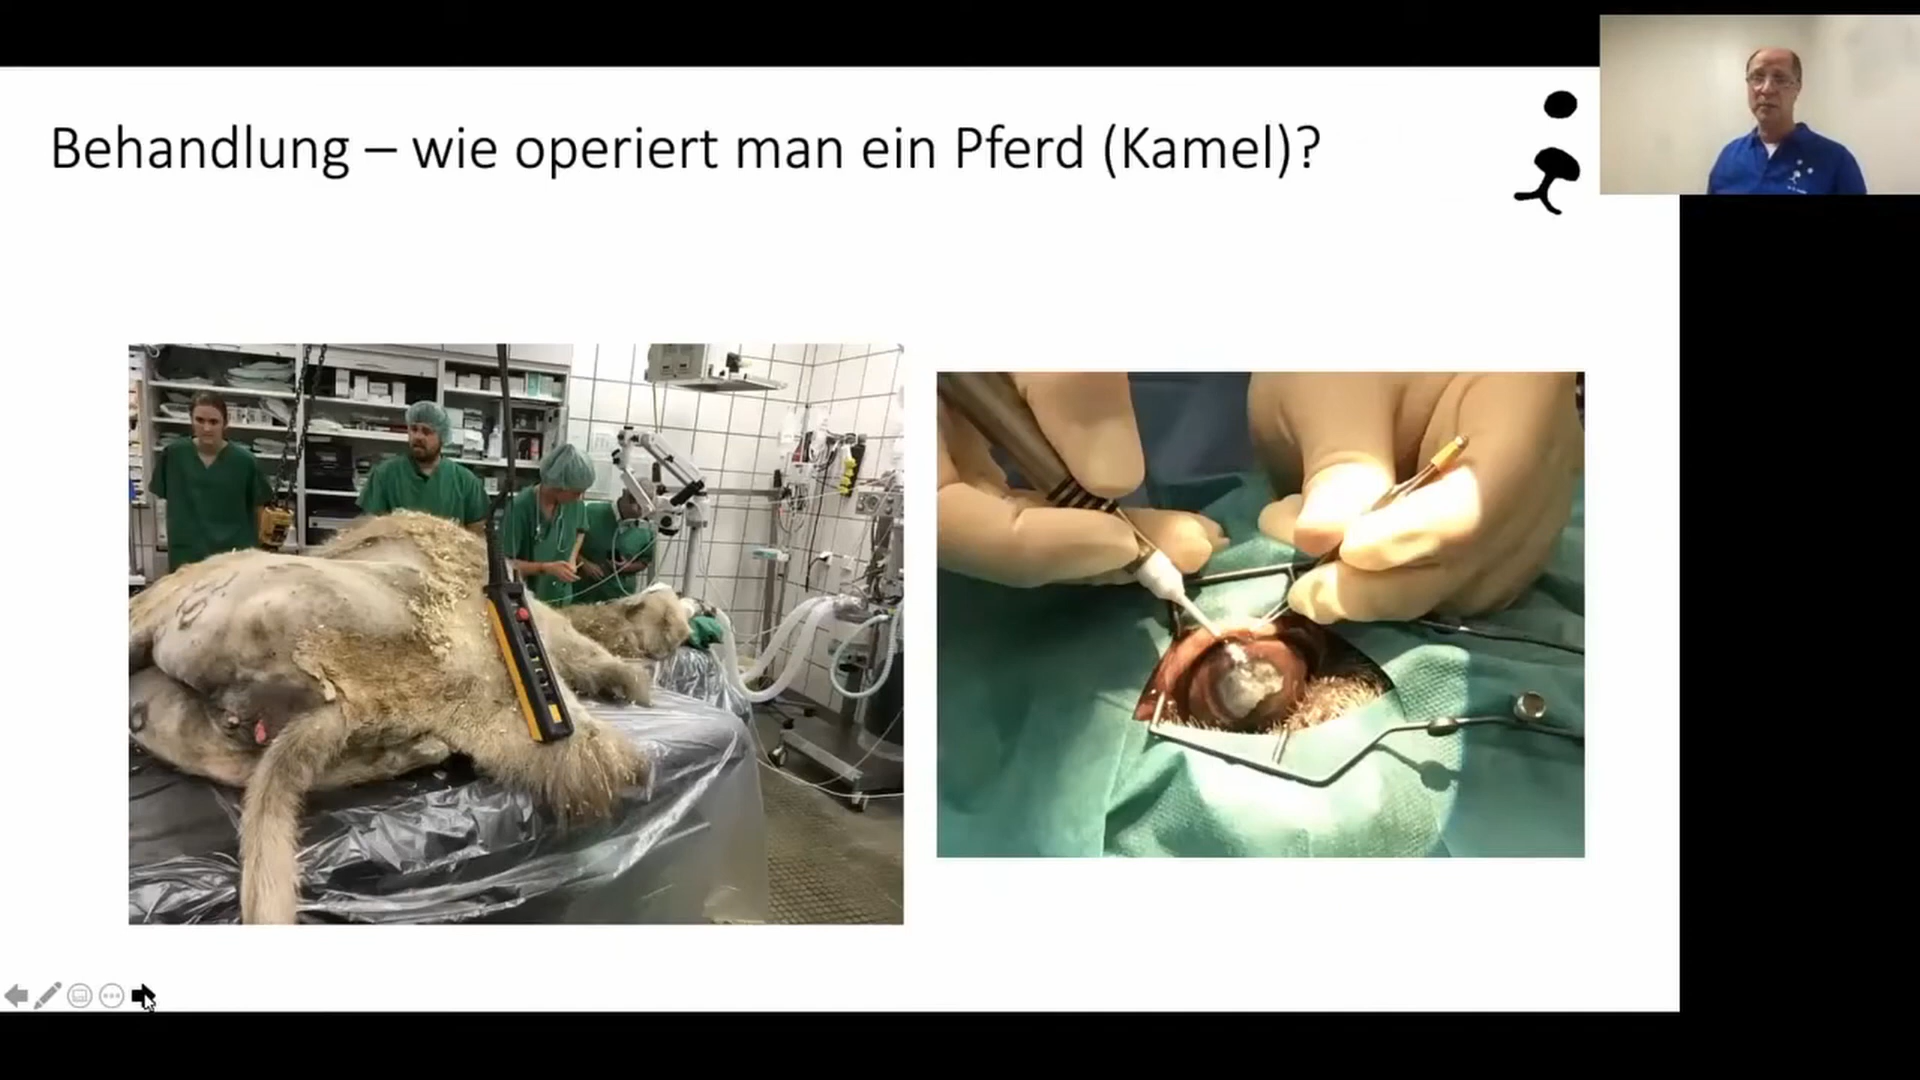 Behandlung – wie operiert man ein Pferd (Kamel)?